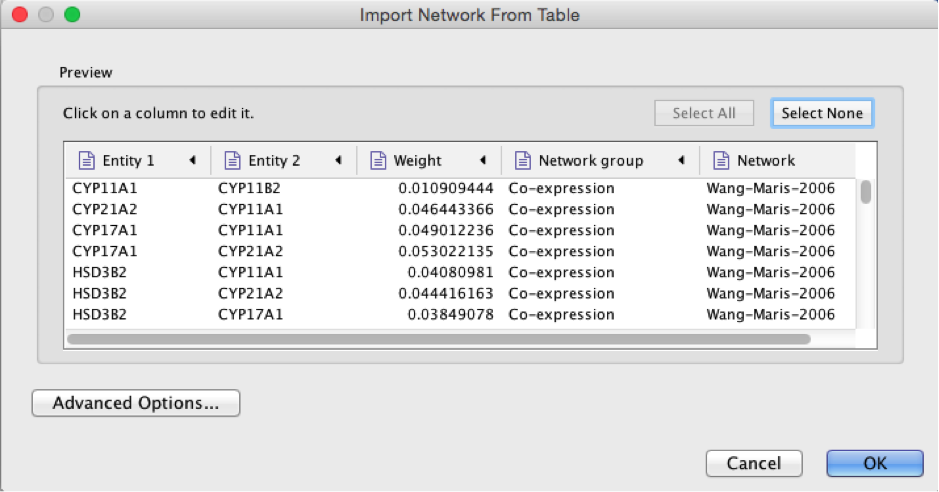 Import Network From Table
Preview
Click on a column to edit it. Select All Select None
Entity 1 Entity 2 Weight Network group Network
CYP11A1 CYP11B2 0.010909444 Co-expression Wang-Maris-2006
CYP21A2 CYP11A1 0.046443366 Co-expression Wang-Maris-2006
CYP17A1 CYP11A1 0.049012236 Co-expression Wang-Maris-2006
CYP17A1 CYP21A2 0.053022135 Co-expression Wang-Maris-2006
HSD3B2 CYP11A1 0.04080981 Co-expression Wang-Maris-2006
HSD3B2 CYP21A2 0.044416163 Co-expression Wang-Maris-2006
HSD3B2 CYP17A1 0.03849078 Co-expression Wang-Maris-2006
Advanced Options...
Cancel OK